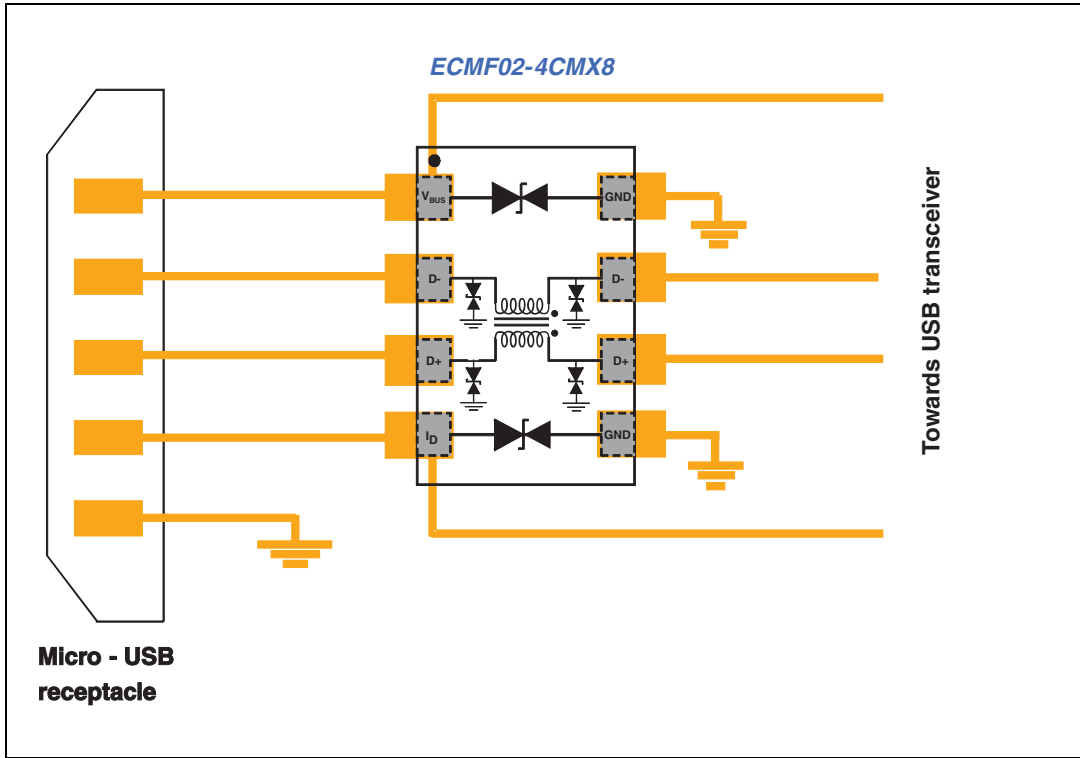 ECMF02-4CMX8
VBUS
GND
D-
D-
D+
D+
ID
GND
Towards USB transceiver
Micro - USB
receptacle